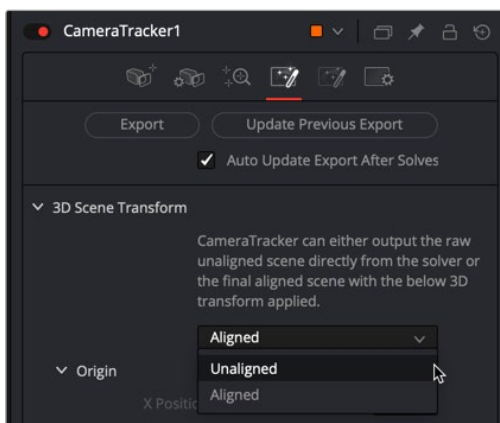 CameraTracker1
Export
Update Previous Export
Auto Update Export After Solves
3D Scene Transform
CameraTracker can either output the raw
unaligned scene directly from the solver or
the final aligned scene with the below 3D
transform applied.
Aligned
Unaligned
Origin
Aligned
X